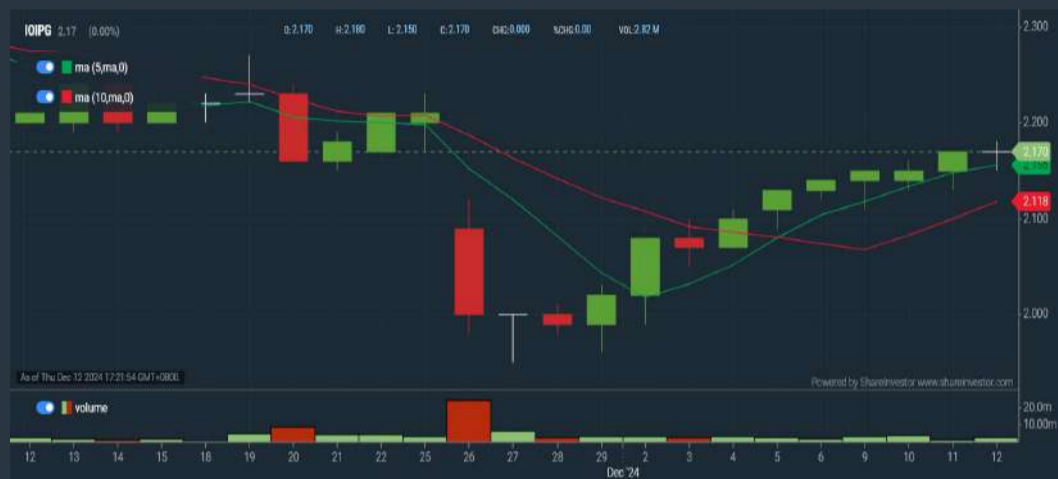 IOIPG 2.17 (0.00%) O:2.170 H:2.180 L:2.150 C:2.170 CHG:0.000 %CHG:0.00 VOL:2.82 M
ma (5,ma,0)
ma (10,ma,0)
2.300
2.200
2.170
2.118
2.100
2.000
As of Thu Dec 12 2024 17:21:54 GMT+0800
Powered by ShareInvestor www.shareinvestor.com
volume
20.0m
10.00m
12 13 14 15 18 19 20 21 22 25 26 27 28 29 2 3 4 5 6 9 10 11 12
Dec '24